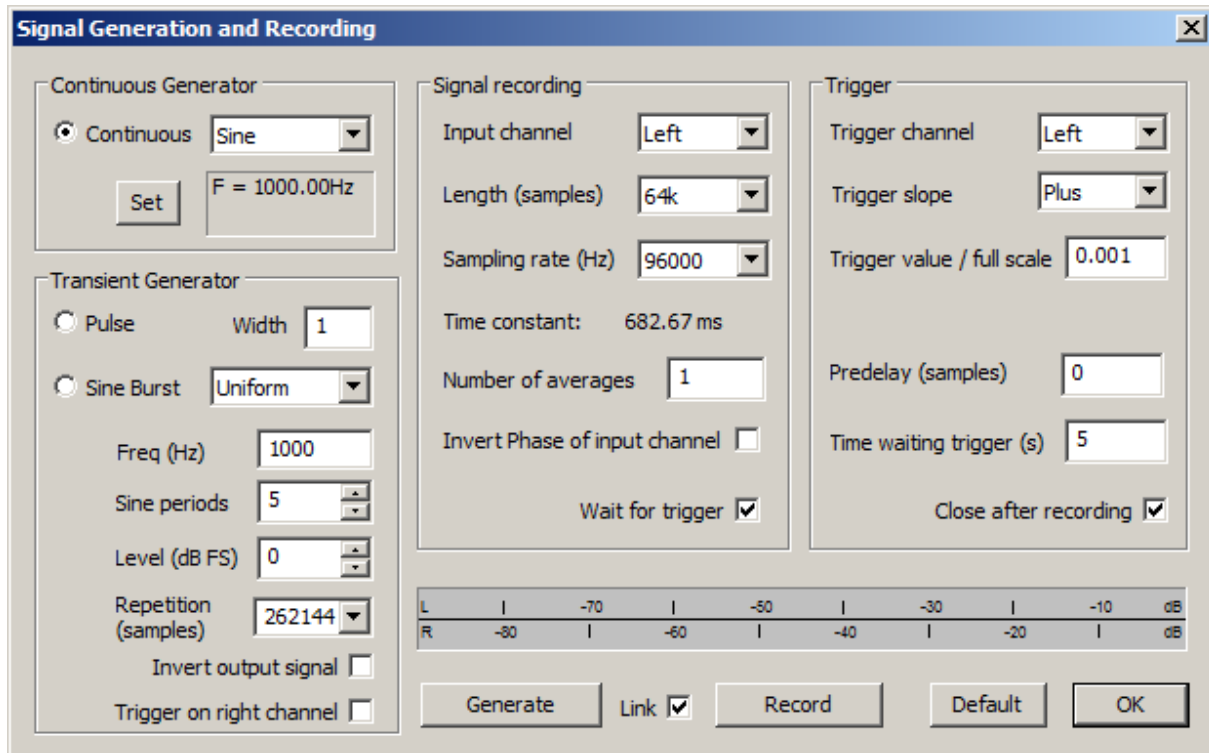 Signal Generation and Recording
Continuous Generator
Continuous Sine
Set F = 1000.00Hz
Transient Generator
Pulse Width 1
Sine Burst Uniform
Freq (Hz) 1000
Sine periods 5
Level (dB FS) 0
Repetition
(samples) 262144
Invert output signal
Trigger on right channel
Signal recording
Input channel Left
Length (samples) 64k
Sampling rate (Hz) 96000
Time constant: 682.67 ms
Number of averages 1
Invert Phase of input channel
Wait for trigger
Trigger
Trigger channel Left
Trigger slope Plus
Trigger value / full scale 0.001
Predelay (samples) 0
Time waiting trigger (s) 5
Close after recording
L -70 -50 -30 -10 dB
R -80 -60 -40 -20 dB
Generate Link Record Default OK